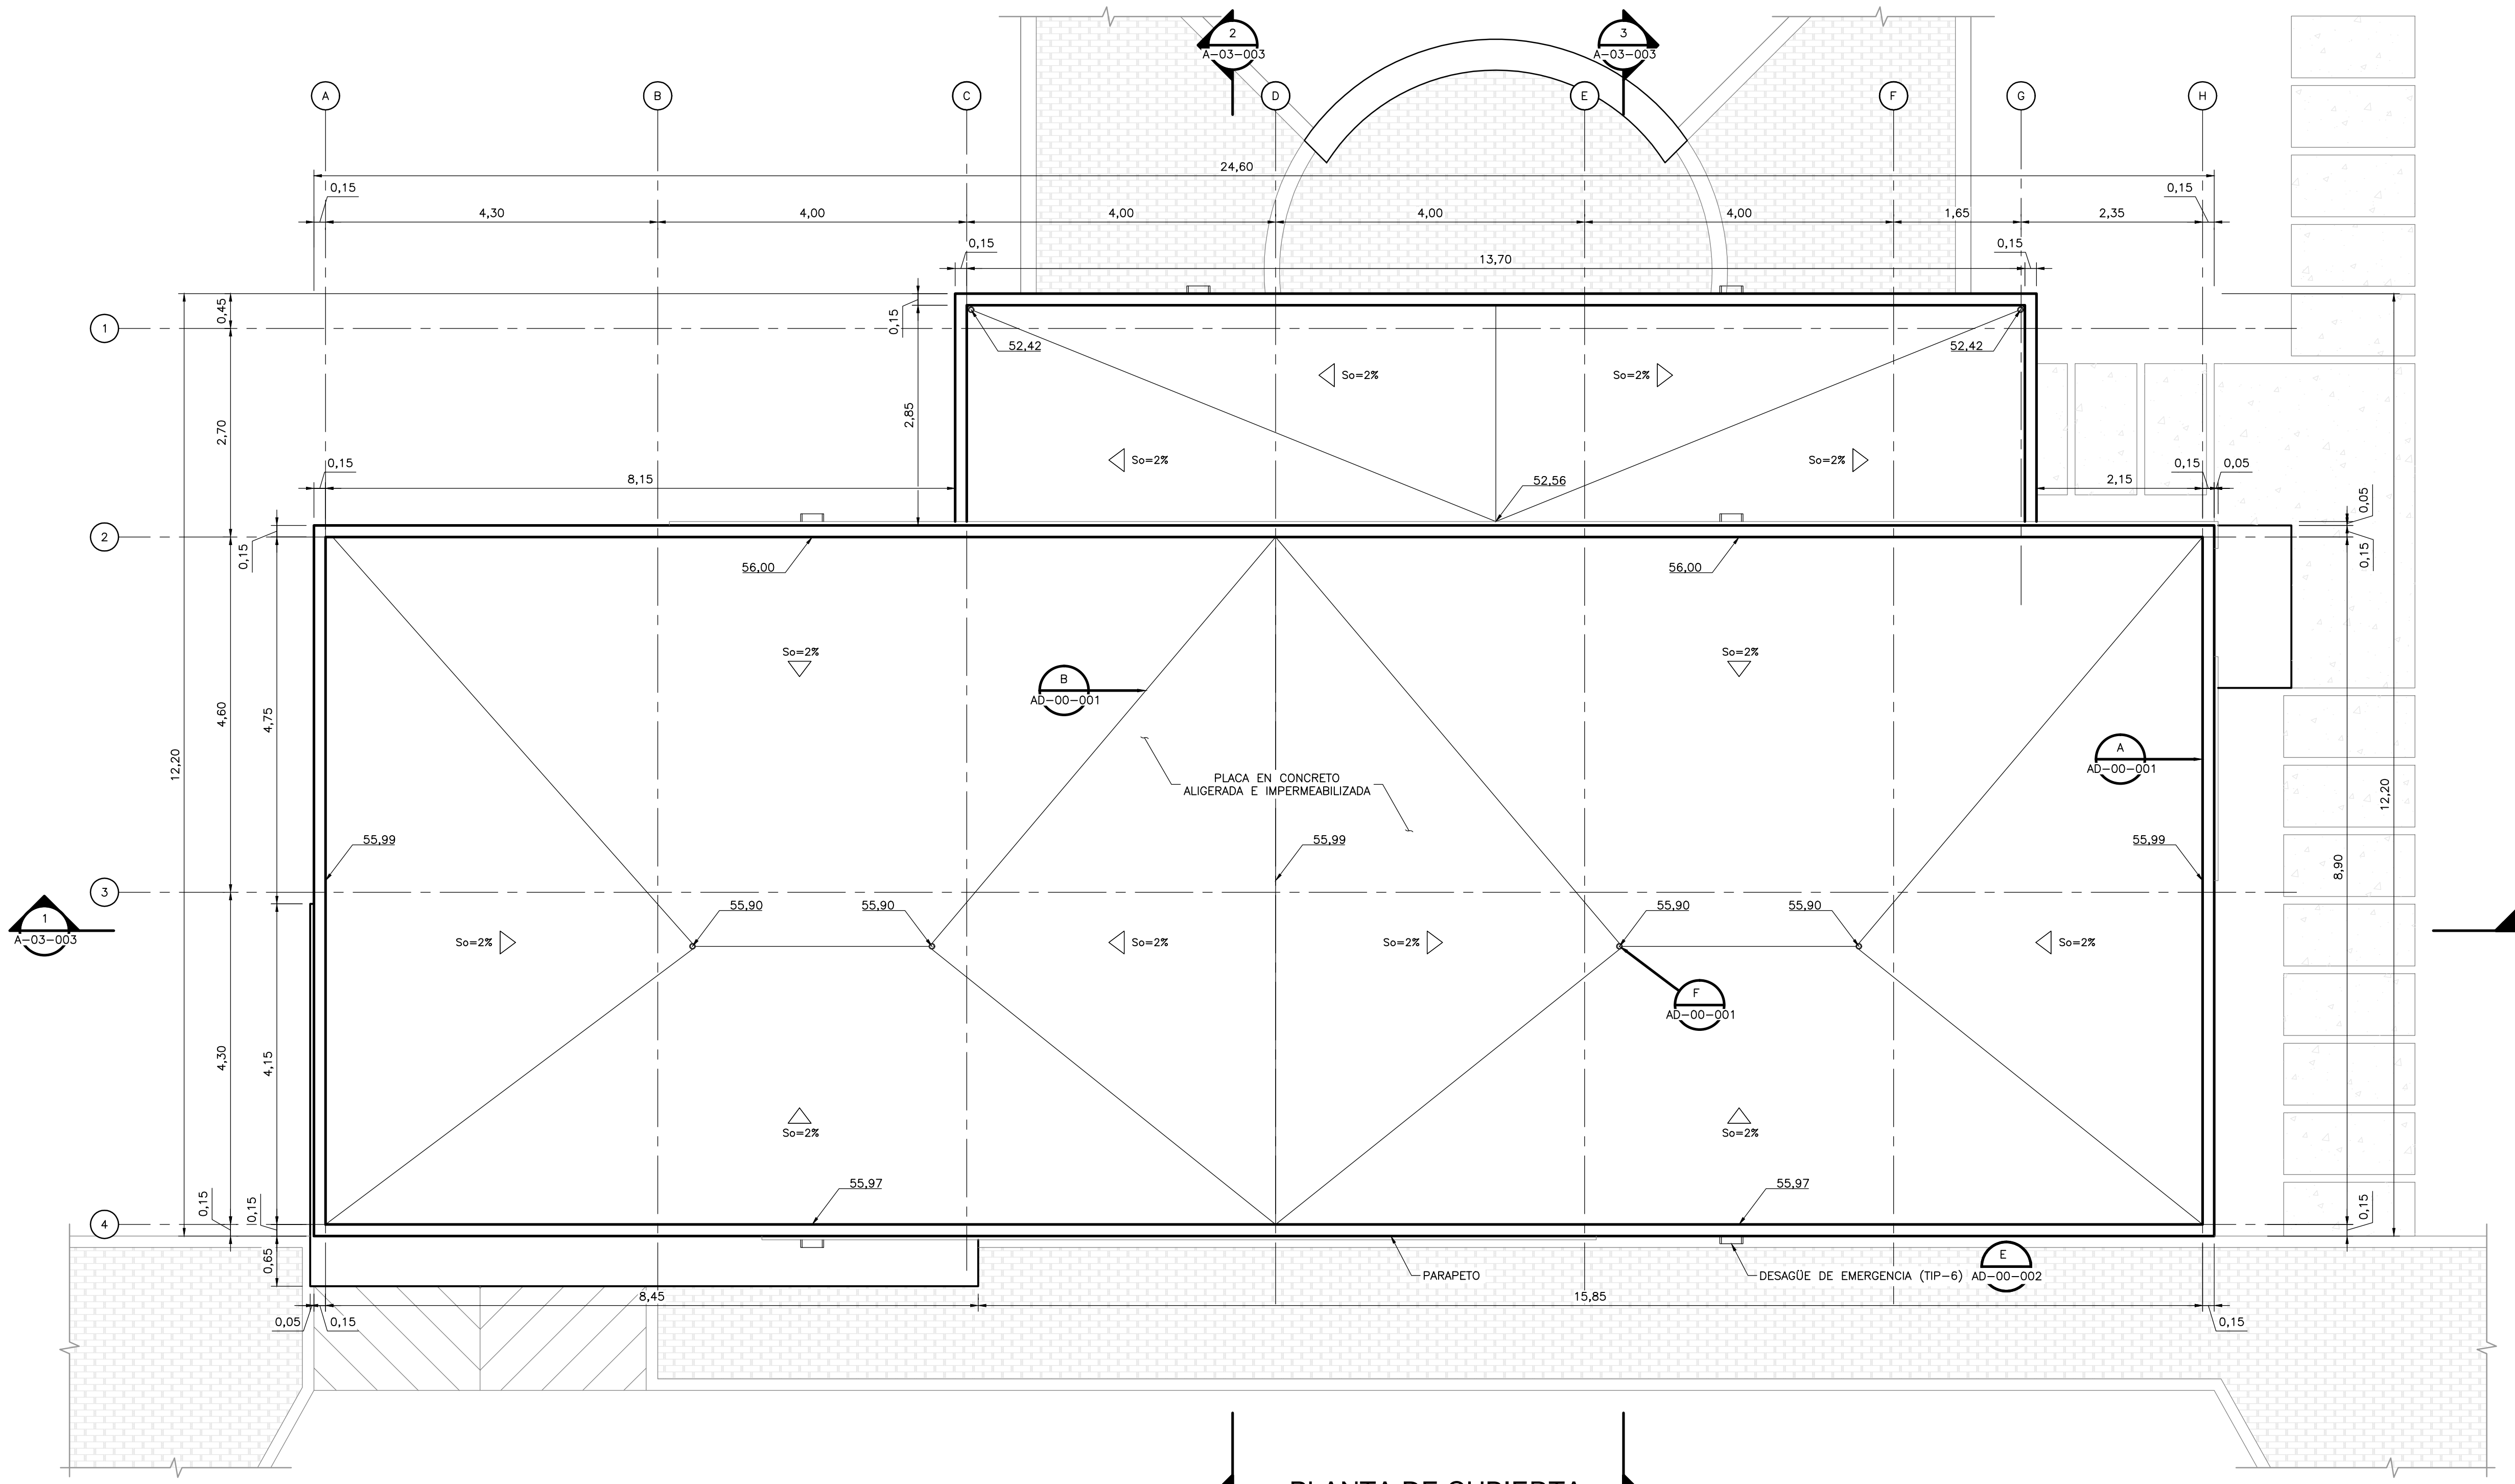 2
A-03-003
3
A-03-003
A
B
C
D
E
F
G
H
24,60
0,15
0,15
4,30
4,00
4,00
4,00
4,00
1,65
2,35
0,15
0,15
13,70
0,45
0,15
1
52,42
52,42
So=2%
So=2%
2,85
2,70
So=2%
So=2%
0,15
0,15
0,05
8,15
52,56
2,15
0,05
2
0,15
0,15
56,00
56,00
So=2%
So=2%
B
AD-00-001
4,60
4,75
12,20
A
AD-00-001
PLACA EN CONCRETO
ALIGERADA E IMPERMEABILIZADA
12,20
55,99
55,99
55,99
8,90
3
55,90
55,90
55,90
55,90
1
A-03-003
So=2%
So=2%
So=2%
So=2%
F
AD-00-001
4,30
4,15
So=2%
So=2%
55,97
55,97
0,15
0,15
0,15
4
0,65
PARAPETO
DESAGÜE DE EMERGENCIA (TIP-6)
E
AD-00-002
8,45
15,85
0,05
0,15
0,15
PLANTA DE CUBIERTA